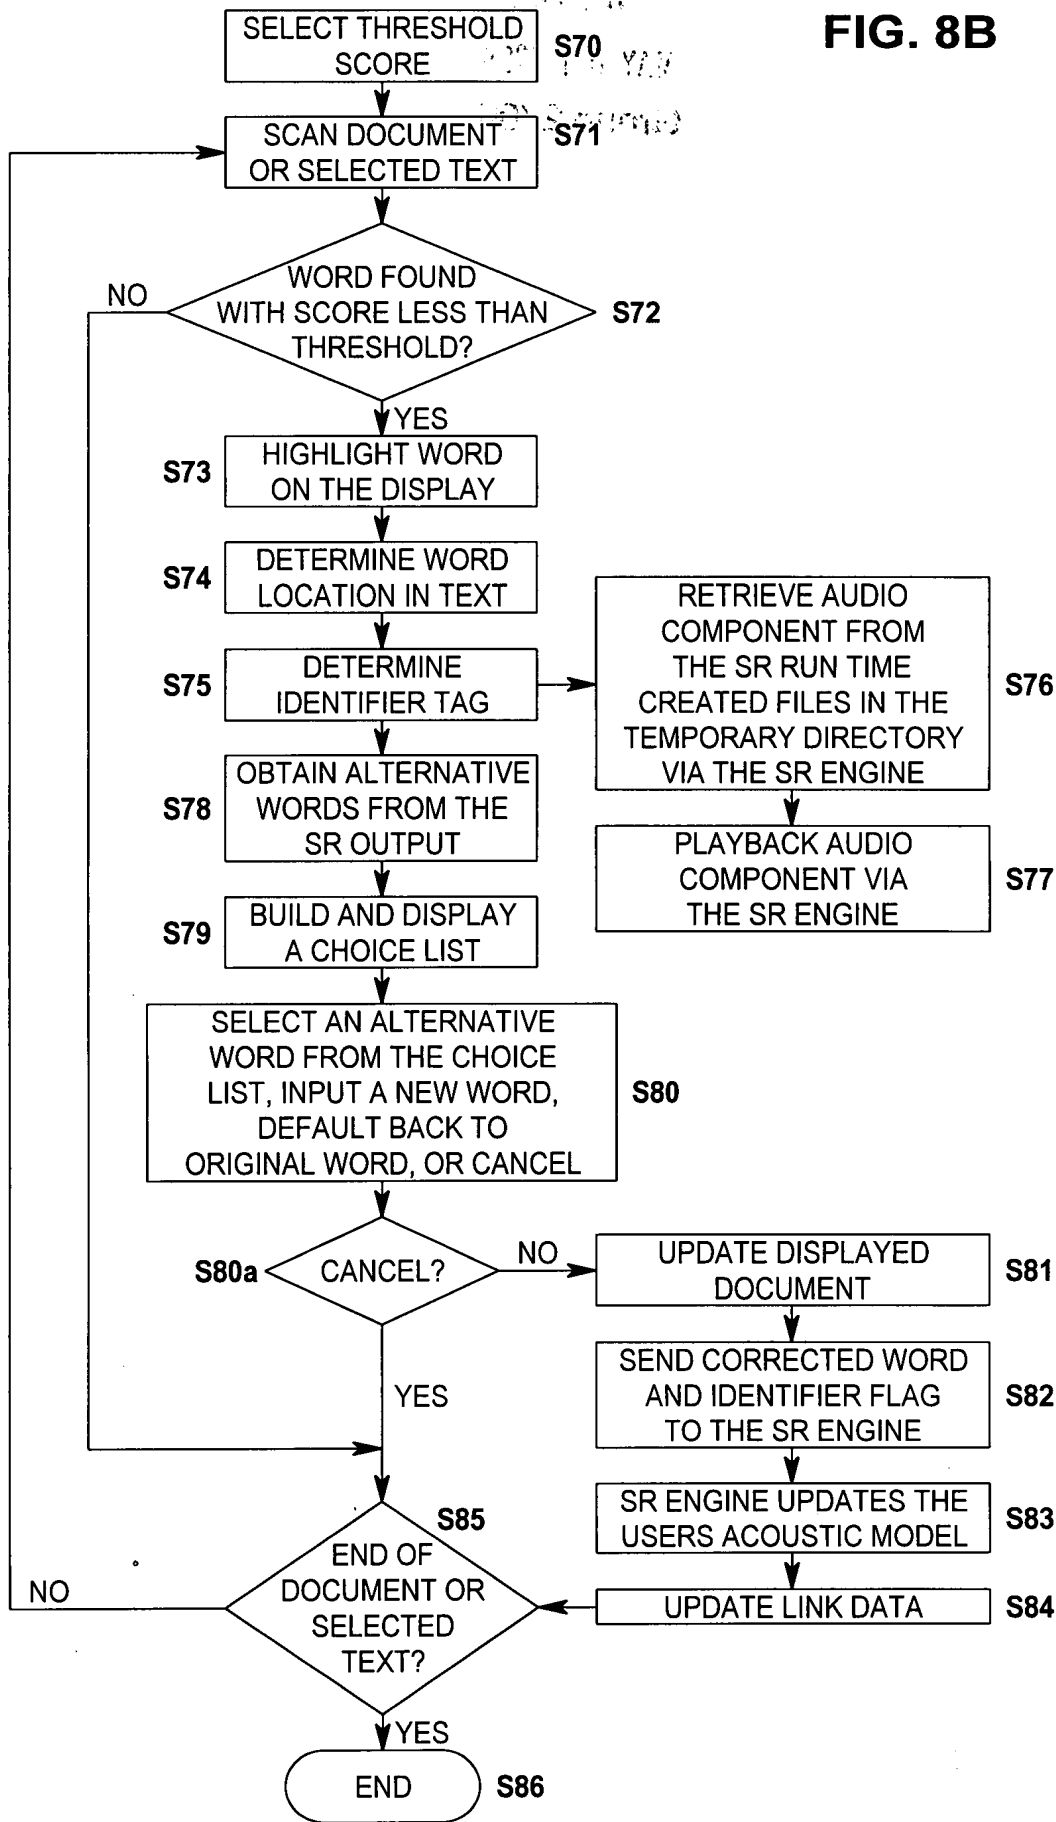 FIG. 8B
SELECT THRESHOLD
SCORE
S70
SCAN DOCUMENT
OR SELECTED TEXT
S71
WORD FOUND
WITH SCORE LESS THAN
THRESHOLD?
S72
NO
YES
S73
HIGHLIGHT WORD
ON THE DISPLAY
S74
DETERMINE WORD
LOCATION IN TEXT
S75
DETERMINE
IDENTIFIER TAG
RETRIEVE AUDIO
COMPONENT FROM
THE SR RUN TIME
CREATED FILES IN THE
TEMPORARY DIRECTORY
VIA THE SR ENGINE
S76
PLAYBACK AUDIO
COMPONENT VIA
THE SR ENGINE
S77
S78
OBTAIN ALTERNATIVE
WORDS FROM THE
SR OUTPUT
S79
BUILD AND DISPLAY
A CHOICE LIST
SELECT AN ALTERNATIVE
WORD FROM THE CHOICE
LIST, INPUT A NEW WORD,
DEFAULT BACK TO
ORIGINAL WORD, OR CANCEL
S80
S80a
CANCEL?
NO
YES
UPDATE DISPLAYED
DOCUMENT
S81
SEND CORRECTED WORD
AND IDENTIFIER FLAG
TO THE SR ENGINE
S82
SR ENGINE UPDATES THE
USERS ACOUSTIC MODEL
S83
UPDATE LINK DATA
S84
S85
END OF
DOCUMENT OR
SELECTED
TEXT?
NO
YES
END
S86